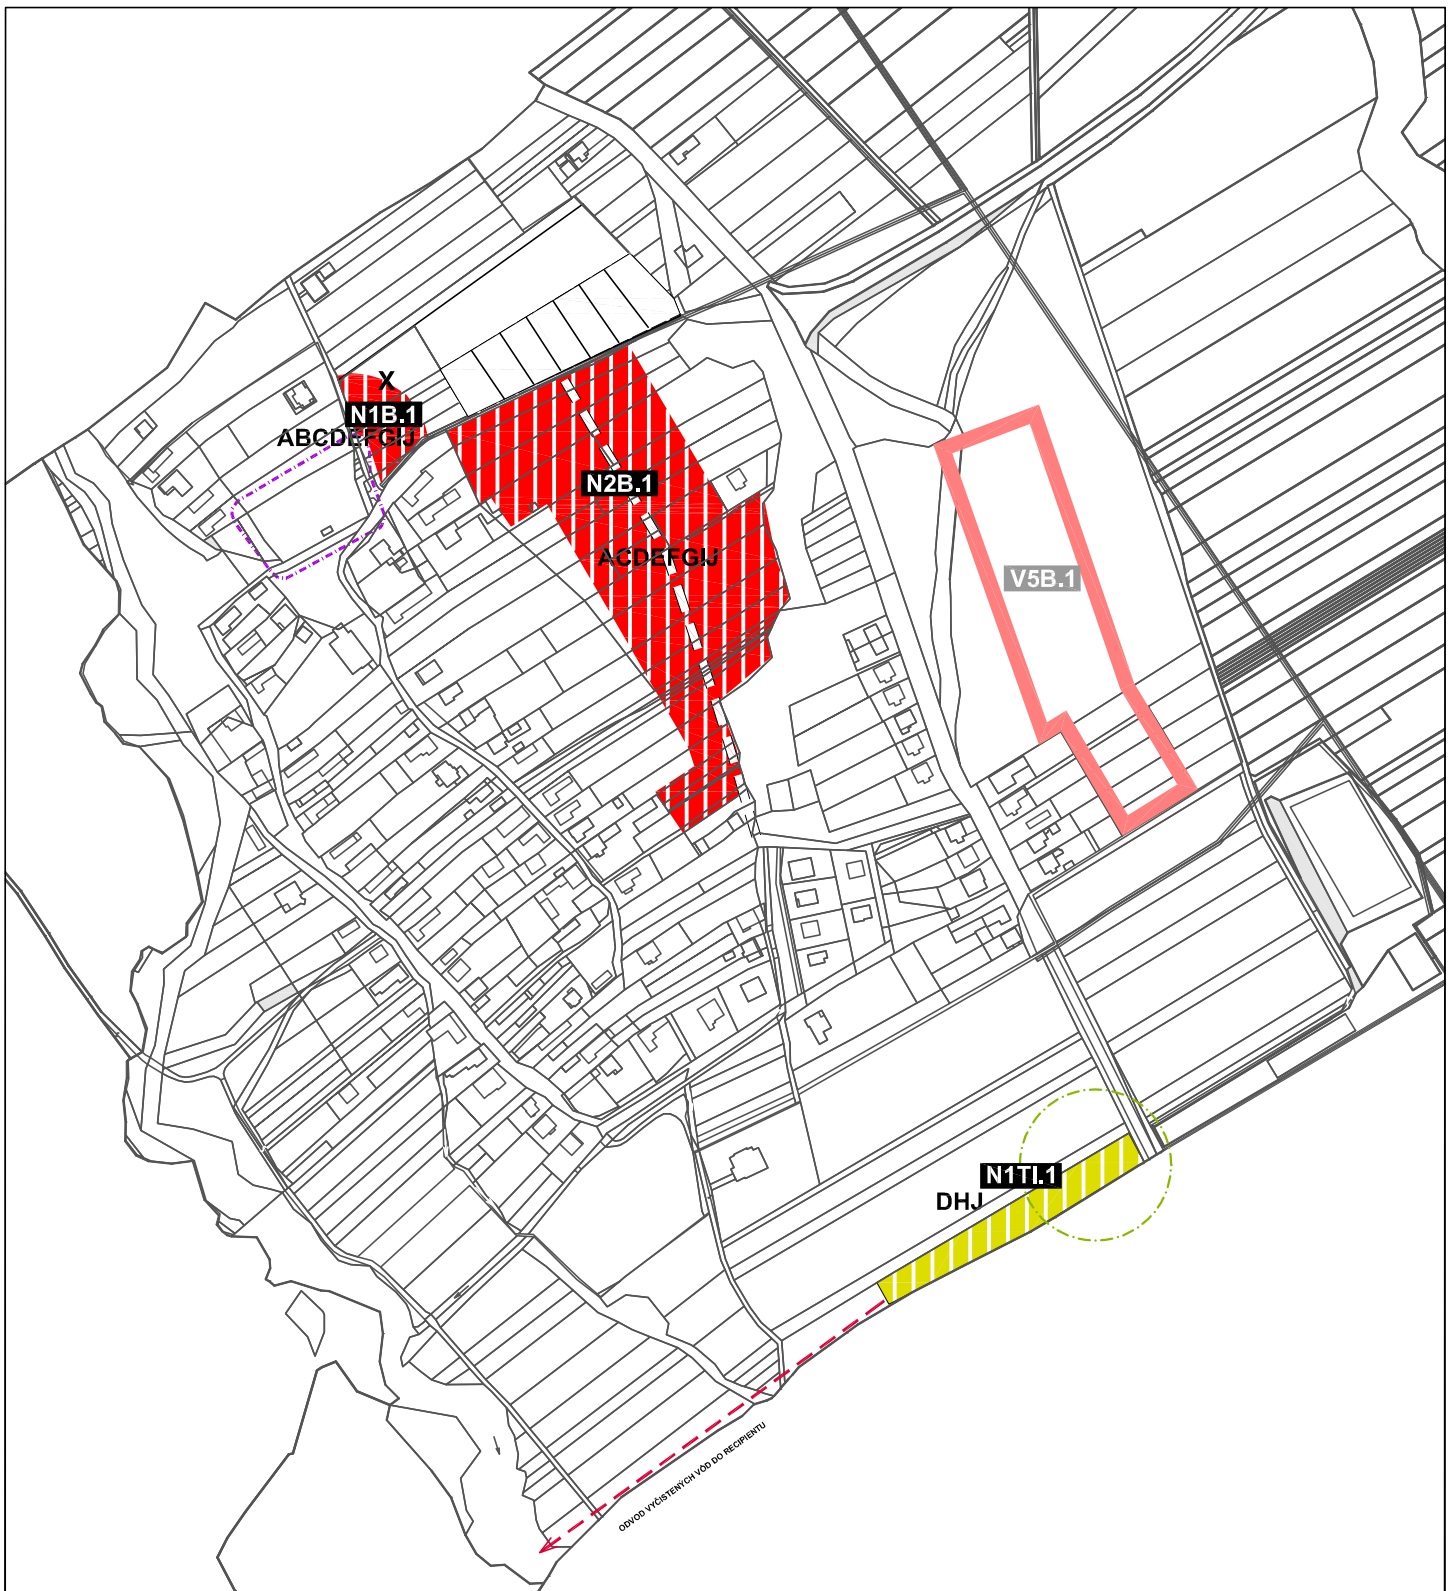 X
N1B.1
ABCDEFGIJ
N2B.1
ACDEFGIJ
V5B.1
N1TI.1
DHJ
ODVOD VYČISTENÝCH VÔD DO RECIPIENTU